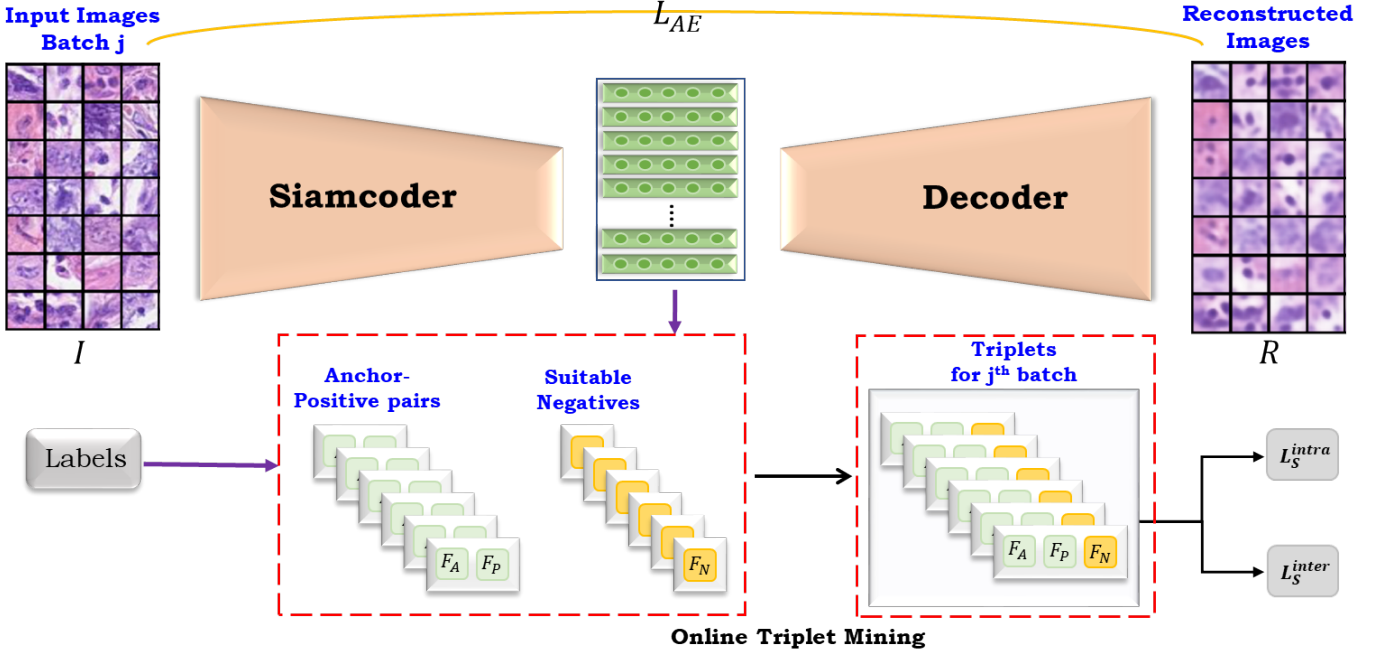 Input Images
Batch j
L_AE
Reconstructed
Images
Siamcoder
Decoder
I
R
Anchor-
Positive pairs
Suitable
Negatives
Triplets
for jᵗʰ batch
Labels
F_A F_P
F_N
F_A F_P F_N
L_S^intra
L_S^inter
Online Triplet Mining